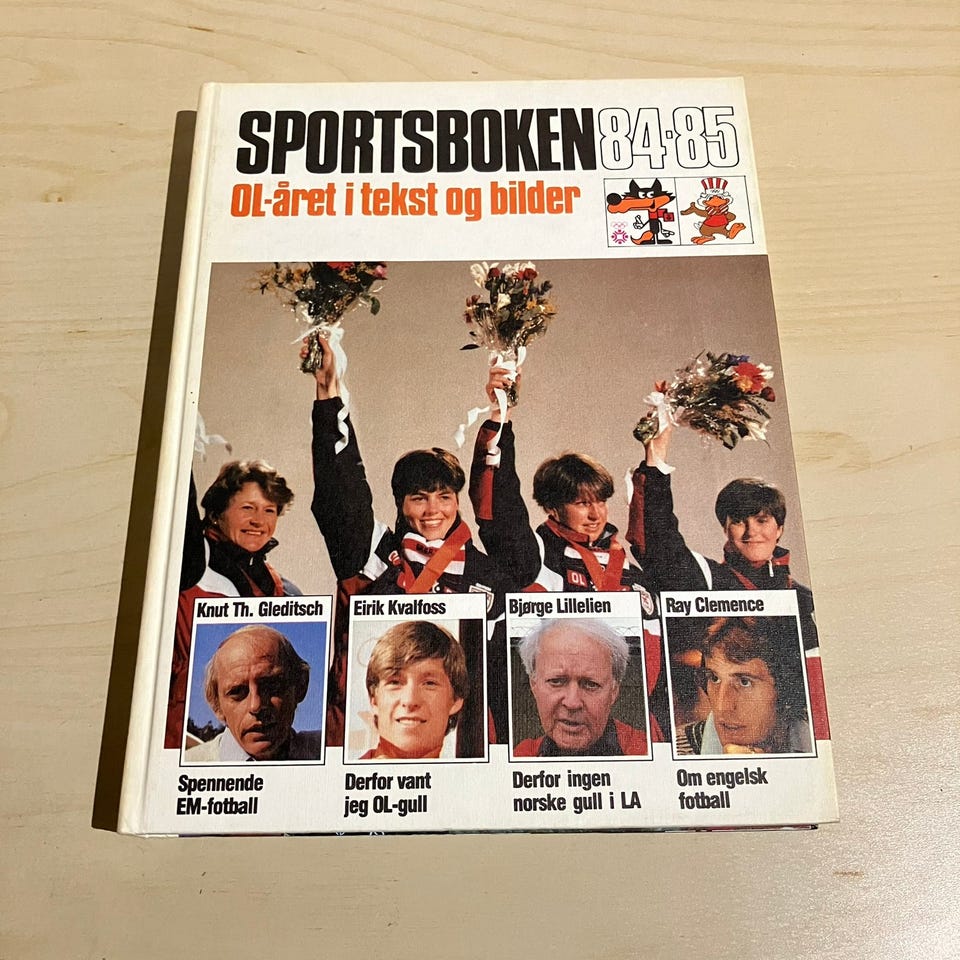 SPORTSBOKEN 84·85
OL-året i tekst og bilder
OL
Knut Th. Gleditsch
Eirik Kvalfoss
Bjørge Lillelien
Ray Clemence
Spennende
EM-fotball
Derfor vant
jeg OL-gull
Derfor ingen
norske gull i LA
Om engelsk
fotball